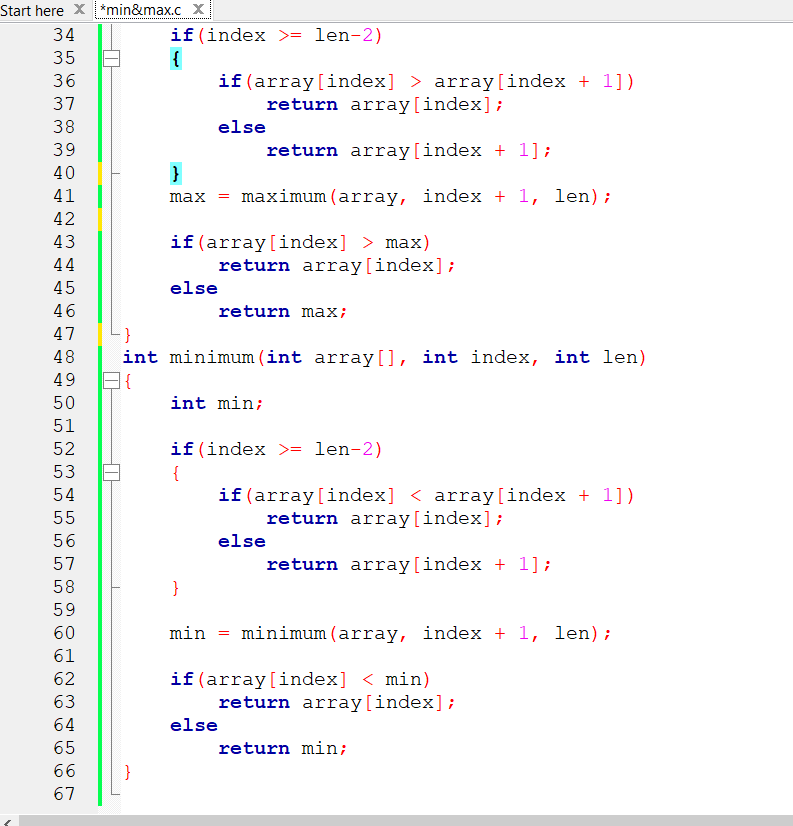 Start here
*min&max.c
34 if(index >= len-2)
35 {
36 if(array[index] > array[index + 1])
37 return array[index];
38 else
39 return array[index + 1];
40 }
41 max = maximum(array, index + 1, len);
42
43 if(array[index] > max)
44 return array[index];
45 else
46 return max;
47 }
48 int minimum(int array[], int index, int len)
49 {
50 int min;
51
52 if(index >= len-2)
53 {
54 if(array[index] < array[index + 1])
55 return array[index];
56 else
57 return array[index + 1];
58 }
59
60 min = minimum(array, index + 1, len);
61
62 if(array[index] < min)
63 return array[index];
64 else
65 return min;
66 }
67